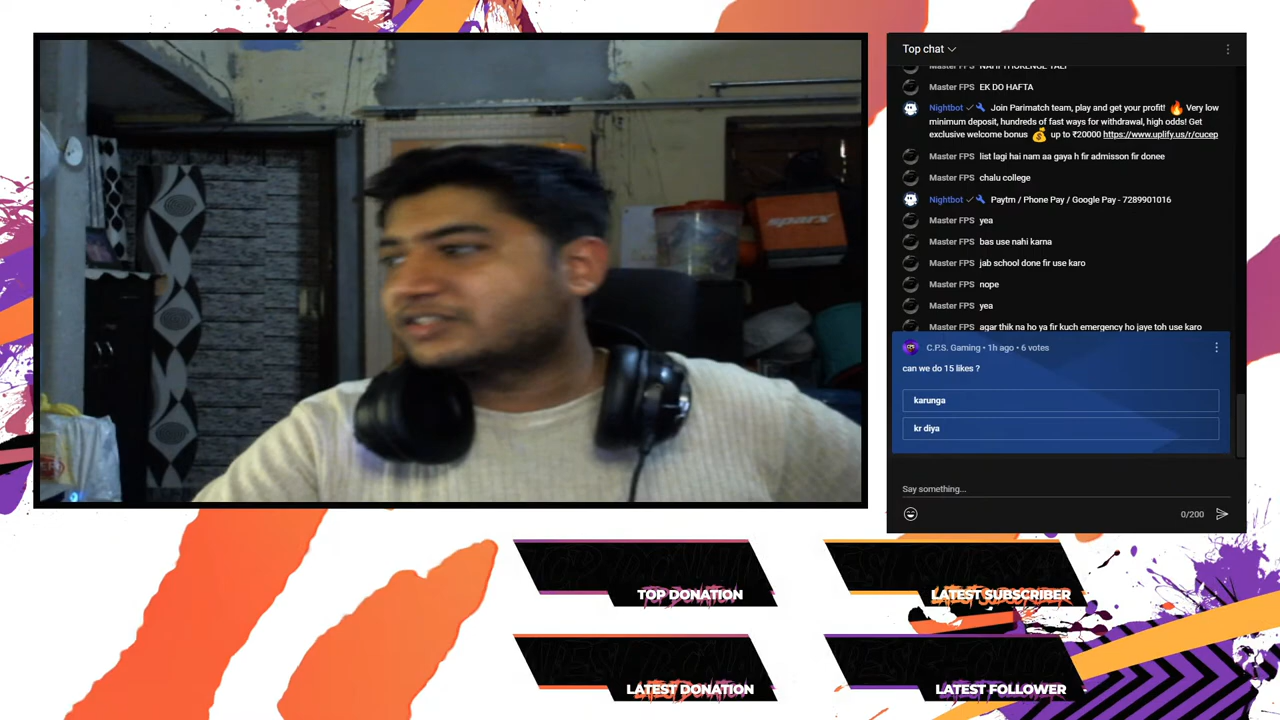 Top chat
Master FPS NAHI THORENGE TALI
Master FPS EK DO HAFTA
Nightbot Join Parimatch team, play and get your profit! 🔥 Very low
minimum deposit, hundreds of fast ways for withdrawal, high odds! Get
exclusive welcome bonus 💰 up to ₹20000 https://www.uplify.us/r/cucep
Master FPS list lagi hai nam aa gaya h fir admisson fir donee
Master FPS chalu college
Nightbot Paytm / Phone Pay / Google Pay - 7289901016
Master FPS yea
Master FPS bas use nahi karna
Master FPS jab school done fir use karo
Master FPS nope
Master FPS yea
Master FPS agar thik na ho ya fir kuch emergency ho jaye toh use karo
C.P.S. Gaming • 1h ago • 6 votes
can we do 15 likes ?
karunga
kr diya
Say something...
0/200
sparx
TOP DONATION
LATEST SUBSCRIBER
LATEST DONATION
LATEST FOLLOWER